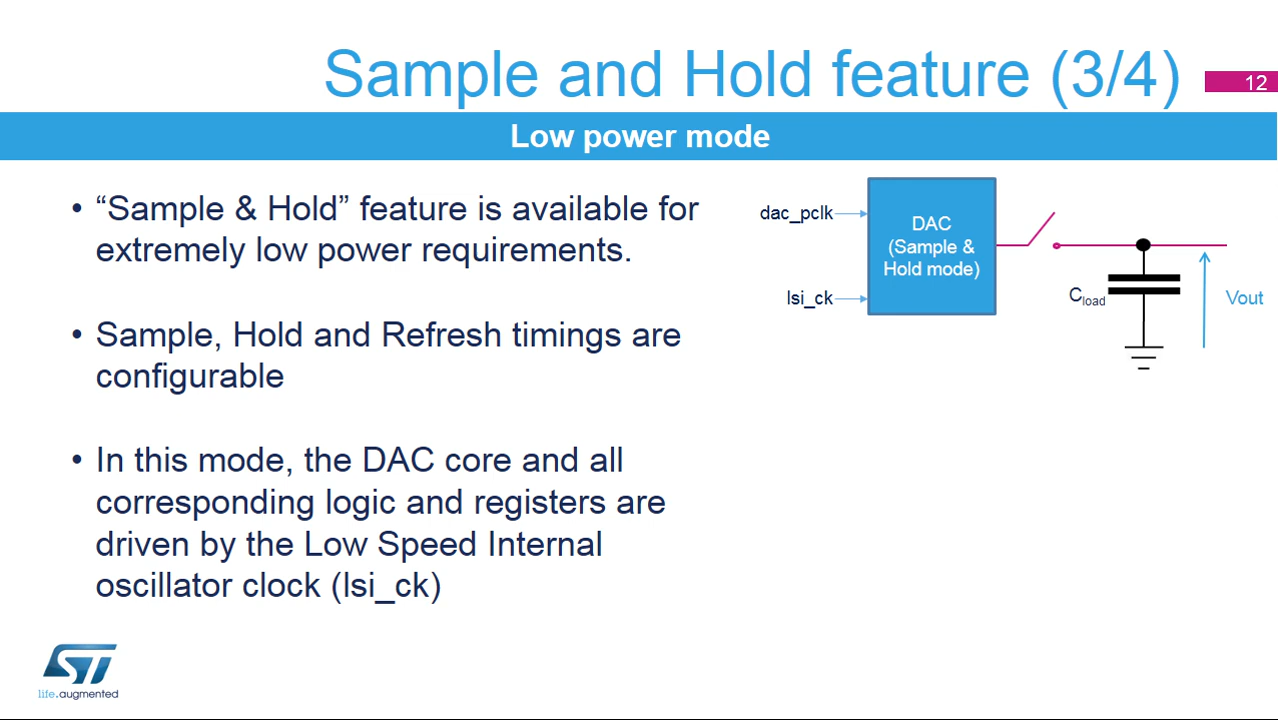 Sample and Hold feature (3/4)
12
Low power mode
• “Sample & Hold” feature is available for
extremely low power requirements.
• Sample, Hold and Refresh timings are
configurable
• In this mode, the DAC core and all
corresponding logic and registers are
driven by the Low Speed Internal
oscillator clock (lsi_ck)
dac_pclk
lsi_ck
DAC
(Sample &
Hold mode)
Cload
Vout
ST
life.augmented